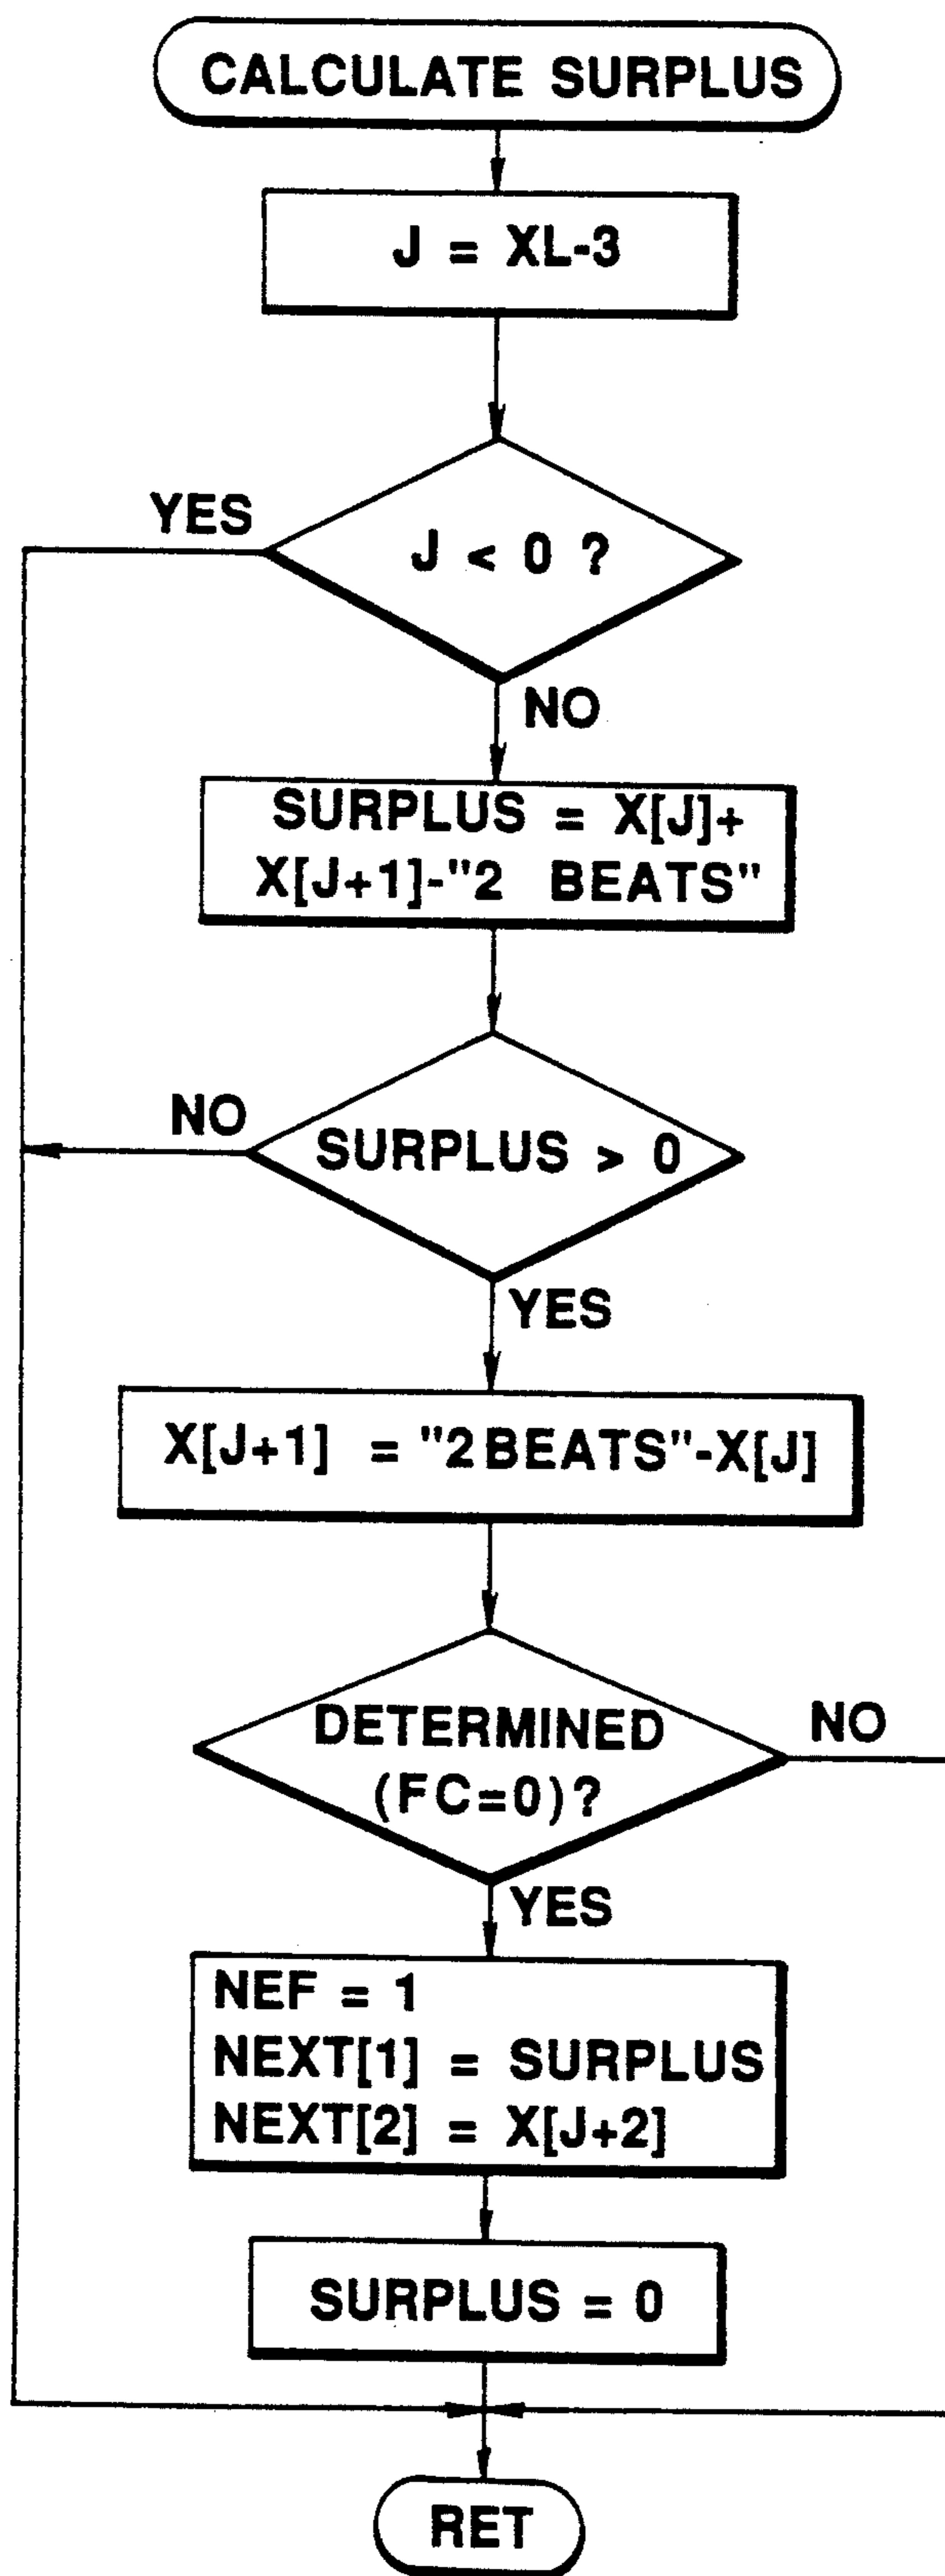 CALCULATE SURPLUS
J = XL-3
YES
J < 0 ?
NO
SURPLUS = X[J]+
X[J+1]-"2 BEATS"
NO
SURPLUS > 0
YES
X[J+1] = "2 BEATS"-X[J]
DETERMINED
(FC=0)?
NO
YES
NEF = 1
NEXT[1] = SURPLUS
NEXT[2] = X[J+2]
SURPLUS = 0
RET